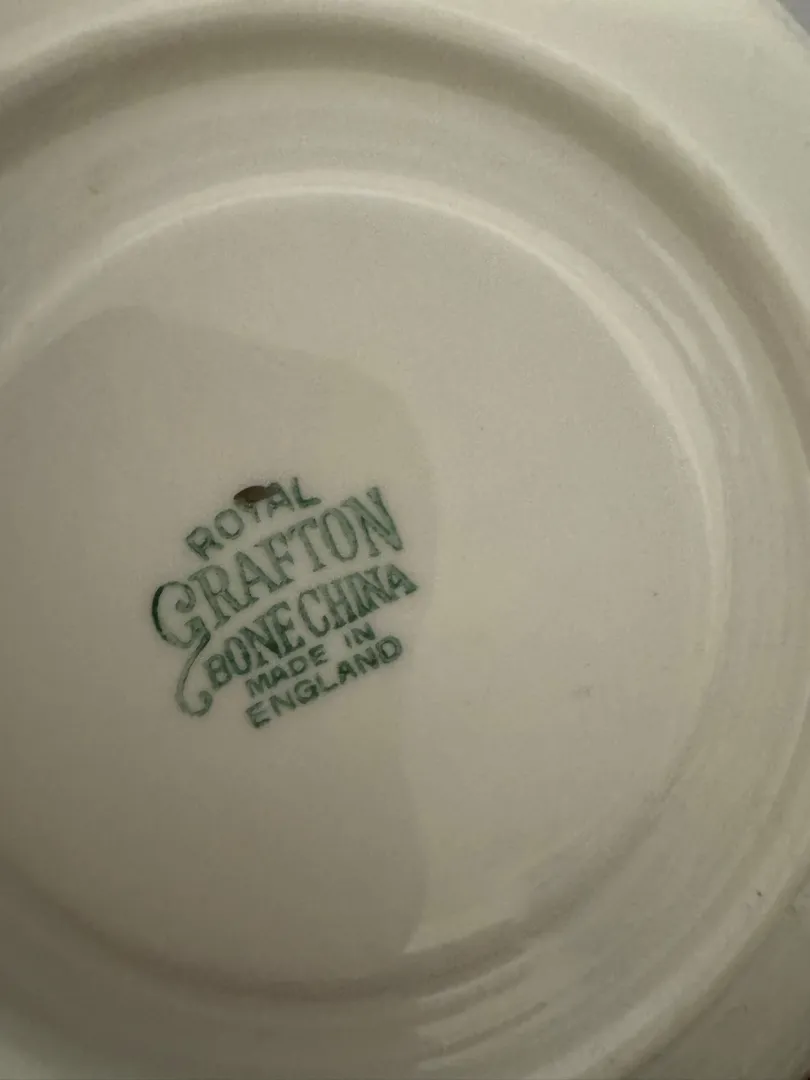 ROYAL
GRAFTON
BONE CHINA
MADE IN
ENGLAND